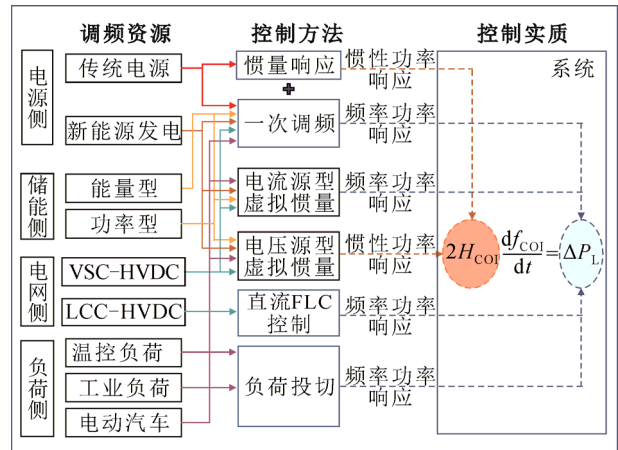 调频资源 控制方法 控制实质
电源侧
传统电源
新能源发电
储能侧
能量型
功率型
电网侧
VSC-HVDC
LCC-HVDC
负荷侧
温控负荷
工业负荷
电动汽车
惯量响应
+
一次调频
电流源型
虚拟惯量
电压源型
虚拟惯量
直流FLC
控制
负荷投切
惯性功率
响应
频率功率
响应
频率功率
响应
惯性功率
响应
频率功率
响应
频率功率
响应
系统
2H_COI df_COI/dt = ΔP_L